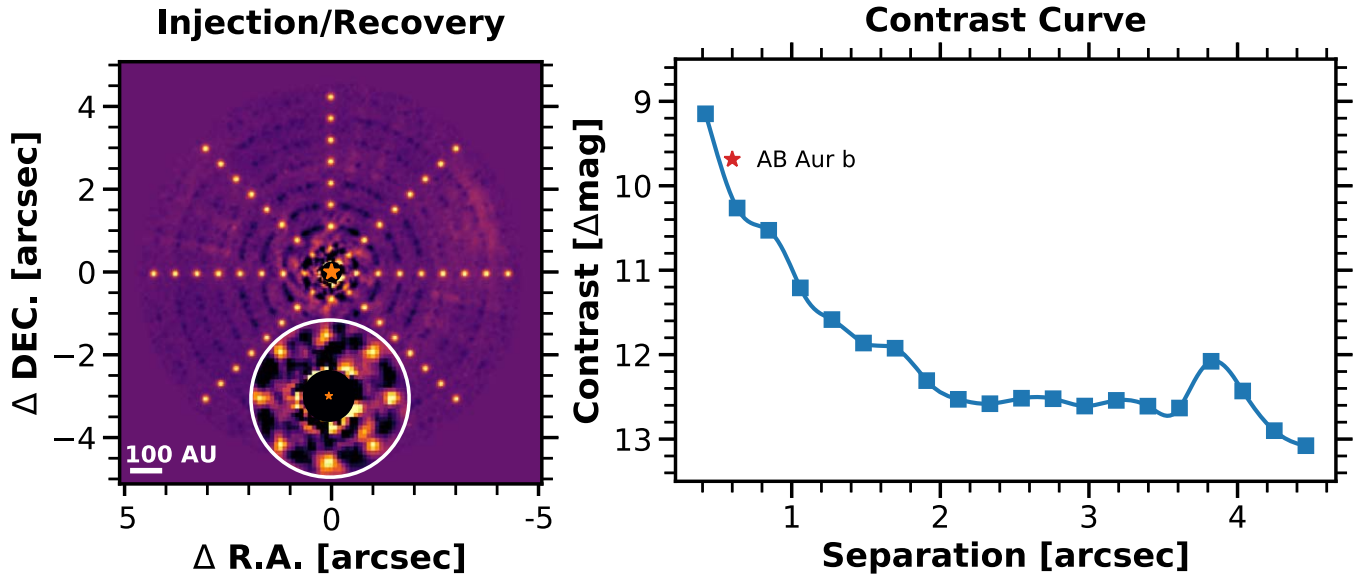 Injection/Recovery
Δ DEC. [arcsec]
4
2
0
−2
−4
100 AU
5
0
-5
Δ R.A. [arcsec]
Contrast Curve
Contrast [Δmag]
9
10
11
12
13
AB Aur b
1
2
3
4
Separation [arcsec]